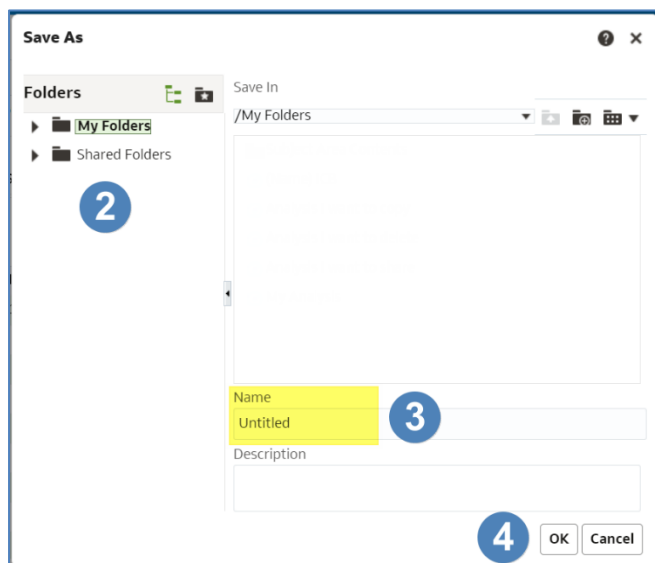 Save As
Folders
My Folders
Shared Folders
2
Save In
/My Folders
Name
Untitled
3
Description
4
OK
Cancel